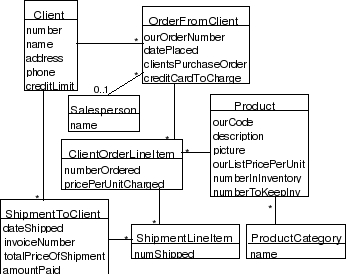 Client
number
name
address
phone
creditLimit
OrderFromClient
ourOrderNumber
datePlaced
clientsPurchaseOrder
creditCardToCharge
*
*
0..1
Salesperson
name
Product
ourCode
description
picture
ourListPricePerUnit
numberInInventory
numberToKeepInv
ClientOrderLineItem
numberOrdered
pricePerUnitCharged
*
*
*
*
*
ShipmentToClient
dateShipped
invoiceNumber
totalPriceOfShipment
amountPaid
ShipmentLineItem
numShipped
ProductCategory
name